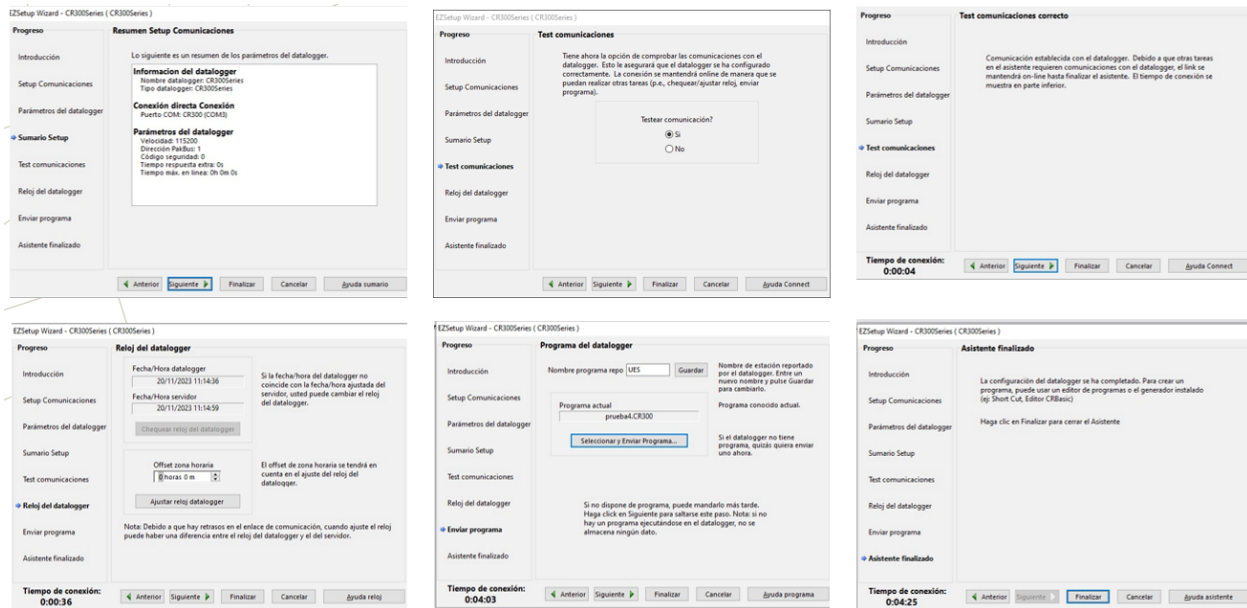 EZSetup Wizard - CR300Series ( CR300Series )
Progreso
Introducción
Setup Comunicaciones
Parámetros del datalogger
Sumario Setup
Test comunicaciones
Reloj del datalogger
Enviar programa
Asistente finalizado
Resumen Setup Comunicaciones
Lo siguiente es un resumen de los parámetros del datalogger.
Informacion del datalogger
Nombre datalogger: CR300Series
Tipo datalogger: CR300Series
Conexión directa Conexión
Puerto COM: CR300 (COM3)
Parámetros del datalogger
Velocidad: 115200
Dirección PakBus: 1
Código seguridad: 0
Tiempo respuesta extra: 0s
Tiempo máx. en linea: 0h 0m 0s
Anterior Siguiente Finalizar Cancelar Ayuda sumario
EZSetup Wizard - CR300Series ( CR300Series )
Progreso
Introducción
Setup Comunicaciones
Parámetros del datalogger
Sumario Setup
Test comunicaciones
Reloj del datalogger
Enviar programa
Asistente finalizado
Test comunicaciones
Tiene ahora la opción de comprobar las comunicaciones con el
datalogger. Esto le asegurará que el datalogger se ha configurado
correctamente. La conexión se mantendrá online de manera que se
puedan realizar otras tareas (p.e., chequear/ajustar reloj, enviar
programa).
Testear comunicación?
Si
No
Anterior Siguiente Finalizar Cancelar Ayuda Connect
Progreso
Introducción
Setup Comunicaciones
Parámetros del datalogger
Sumario Setup
Test comunicaciones
Reloj del datalogger
Enviar programa
Asistente finalizado
Test comunicaciones correcto
Comunicación establecida con el datalogger. Debido a que otras tareas
en el asistente requieren comunicaciones con el datalogger, el link se
mantendrá on-line hasta finalizar el asistente. El tiempo de conexión se
muestra en parte inferior.
Tiempo de conexión:
0:00:04
Anterior Siguiente Finalizar Cancelar Ayuda Connect
EZSetup Wizard - CR300Series ( CR300Series )
Progreso
Introducción
Setup Comunicaciones
Parámetros del datalogger
Sumario Setup
Test comunicaciones
Reloj del datalogger
Enviar programa
Asistente finalizado
Reloj del datalogger
Fecha/Hora datalogger
20/11/2023 11:14:36
Fecha/Hora servidor
20/11/2023 11:14:59
Chequear reloj del datalogger
Si la fecha/hora del datalogger no
coincide con la fecha/hora ajustada del
servidor, usted puede cambiar el reloj
del datalogger.
Offset zona horaria
0 horas 0 m
Ajustar reloj datalogger
El offset de zona horaria se tendrá en
cuenta en el ajuste del reloj del
datalogger.
Nota: Debido a que hay retrasos en el enlace de comunicación, cuando ajuste el reloj
puede haber una diferencia entre el reloj del datalogger y el del servidor.
Tiempo de conexión:
0:00:36
Anterior Siguiente Finalizar Cancelar Ayuda reloj
EZSetup Wizard - CR300Series ( CR300Series )
Progreso
Introducción
Setup Comunicaciones
Parámetros del datalogger
Sumario Setup
Test comunicaciones
Reloj del datalogger
Enviar programa
Asistente finalizado
Programa del datalogger
Nombre programa repo UES Guardar
Nombre de estación reportado
por el datalogger. Entre un
nuevo nombre y pulse Guardar
para cambiarlo.
Programa actual
prueba4.CR300
Seleccionar y Enviar Programa...
Programa conocido actual.
Si el datalogger no tiene
programa, quizás quiera enviar
uno ahora.
Si no dispone de programa, puede mandarlo más tarde.
Haga click en Siguiente para saltarse este paso. Nota: si no
hay un programa ejecutándose en el datalogger, no se
almacena ningún dato.
Tiempo de conexión:
0:04:03
Anterior Siguiente Finalizar Cancelar Ayuda programa
EZSetup Wizard - CR300Series ( CR300Series )
Progreso
Introducción
Setup Comunicaciones
Parámetros del datalogger
Sumario Setup
Test comunicaciones
Reloj del datalogger
Enviar programa
Asistente finalizado
Asistente finalizado
La configuración del datalogger se ha completado. Para crear un
programa, puede usar un editor de programas o el generador instalado
(ej: Short Cut, Editor CRBasic)
Haga clic en Finalizar para cerrar el Asistente
Tiempo de conexión:
0:04:25
Anterior Siguiente Finalizar Cancelar Ayuda asistente